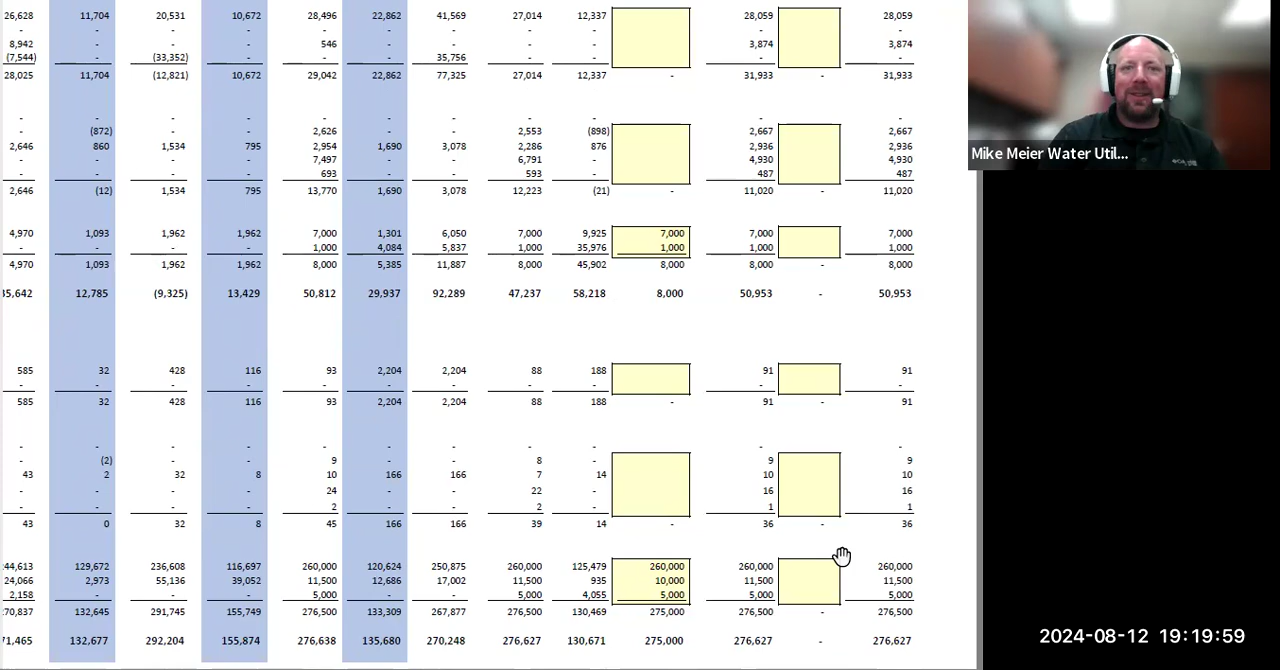 26,628 11,704 20,531 10,672 28,496 22,862 41,569 27,014 12,337 28,059 28,059
- - - - - - - - - - -
8,942 - - - 546 - - - - 3,874 3,874
(7,544) - (33,352) - - - 35,756 - - - -
28,025 11,704 (12,821) 10,672 29,042 22,862 77,325 27,014 12,337 - 31,933 - 31,933
- - - - - - - - - - -
- (872) - - 2,626 - - 2,553 (898) 2,667 2,667
2,646 860 1,534 795 2,954 1,690 3,078 2,286 876 2,936 2,936
- - - - 7,497 - - 6,791 - 4,930 4,930
- - - - 693 - - 593 - 487 487
2,646 (12) 1,534 795 13,770 1,690 3,078 12,223 (21) - 11,020 - 11,020
4,970 1,093 1,962 1,962 7,000 1,301 6,050 7,000 9,925 7,000 7,000 7,000
- - - - 1,000 4,084 5,837 1,000 35,976 1,000 1,000 1,000
4,970 1,093 1,962 1,962 8,000 5,385 11,887 8,000 45,902 8,000 8,000 - 8,000
35,642 12,785 (9,325) 13,429 50,812 29,937 92,289 47,237 58,218 8,000 50,953 - 50,953
585 32 428 116 93 2,204 2,204 88 188 91 91
- - - - - - - - - - -
585 32 428 116 93 2,204 2,204 88 188 - 91 - 91
- - - - - - - - - - -
- (2) - - 9 - - 8 - 9 9
43 2 32 8 10 166 166 7 14 10 10
- - - - 24 - - 22 - 16 16
- - - - 2 - - 2 - 1 1
43 0 32 8 45 166 166 39 14 - 36 - 36
44,613 129,672 236,608 116,697 260,000 120,624 250,875 260,000 125,479 260,000 260,000 260,000
24,066 2,973 55,136 39,052 11,500 12,686 17,002 11,500 935 10,000 11,500 11,500
2,158 - - - 5,000 - - 5,000 4,055 5,000 5,000 5,000
70,837 132,645 291,745 155,749 276,500 133,309 267,877 276,500 130,469 275,000 276,500 - 276,500
71,465 132,677 292,204 155,874 276,638 135,680 270,248 276,627 130,671 275,000 276,627 - 276,627
Mike Meier Water Util...
2024-08-12 19:19:59